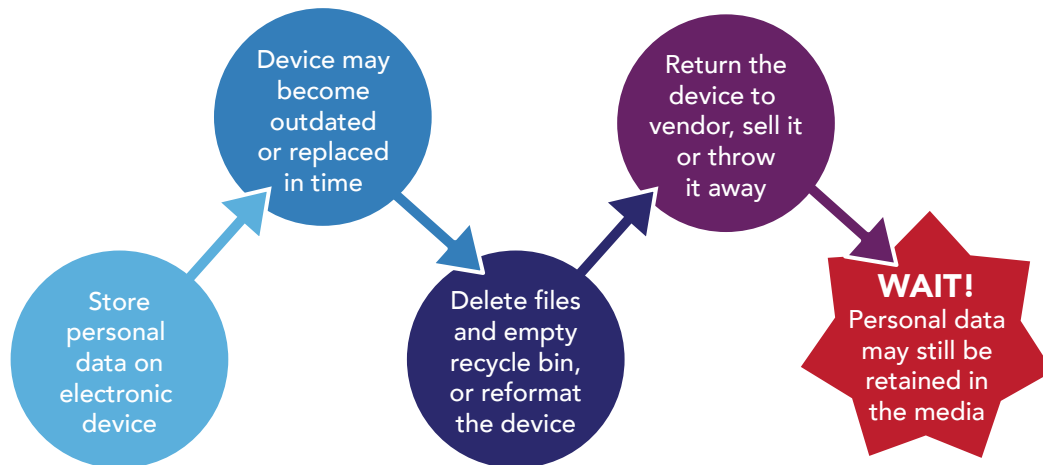 Store
personal
data on
electronic
device
Device may
become
outdated
or replaced
in time
Delete files
and empty
recycle bin,
or reformat
the device
Return the
device to
vendor, sell it
or throw
it away
WAIT!
Personal data
may still be
retained in
the media